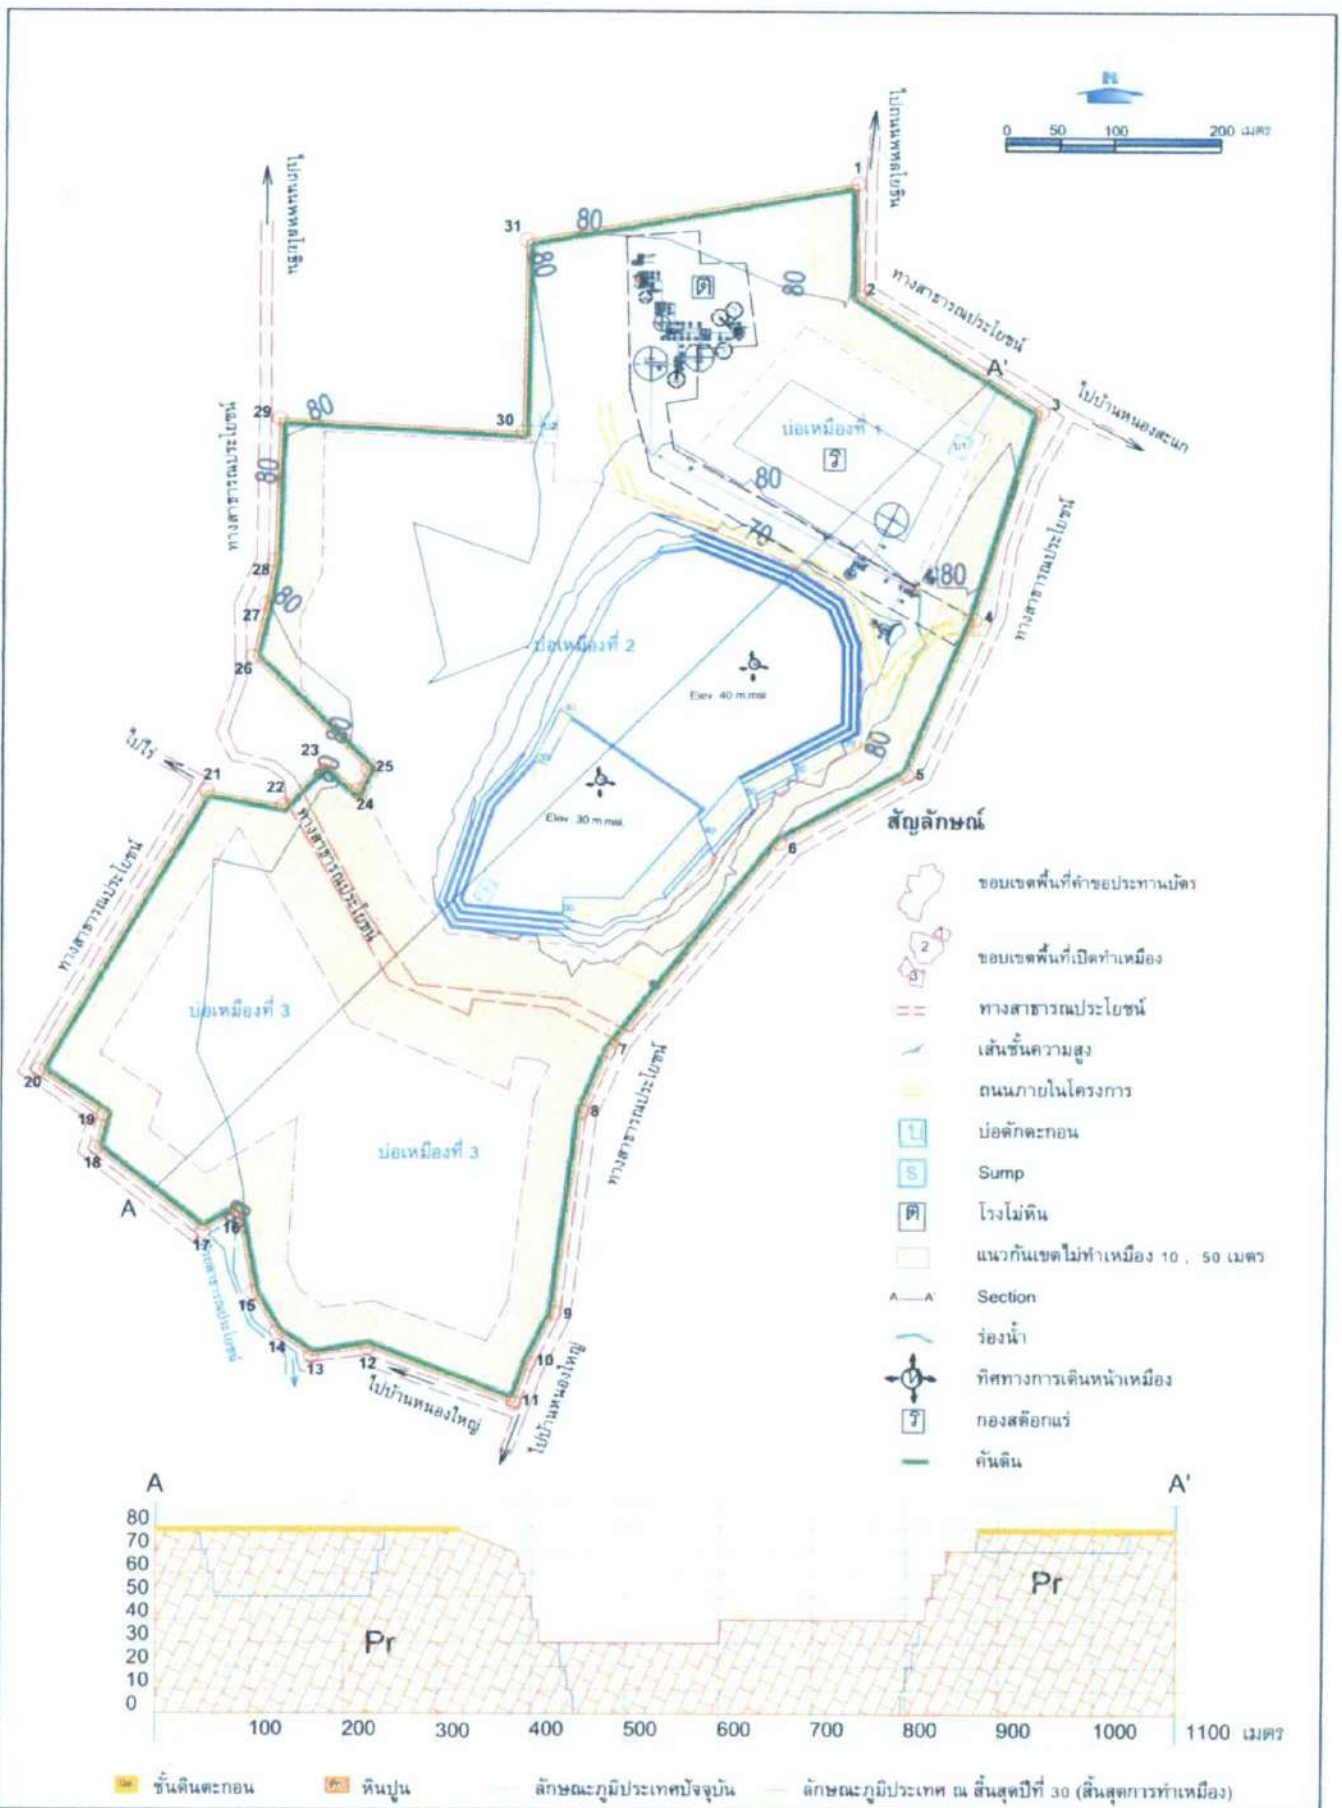 N
0 50 100 200 เมตร
ไปถนนพหลโยธิน
ไปถนนพหลโยธิน
1
31
80
80
80
2
ทางสาธารณประโยชน์
A'
3
ไปบ้านหนองสะแก
29
80
30
บ่อเหมืองที่ 1
ร
80
80
ทางสาธารณประโยชน์
70
ทางสาธารณประโยชน์
28
80
27
80
4
26
บ่อเหมืองที่ 2
Elev. 40 m.msl.
80
ไปไร่
23
80
25
5
21
22
24
Elev. 30 m.msl.
6
ทางสาธารณประโยชน์
ทางสาธารณประโยชน์
บ่อเหมืองที่ 3
7
20
8
19
18
บ่อเหมืองที่ 3
ทางสาธารณประโยชน์
A
16
17
15
14
13
12
9
10
11
ไปบ้านหนองใหญ่
ไปบ้านหนองใหญ่
สัญลักษณ์
ขอบเขตพื้นที่คำขอประทานบัตร
1
2
3
ขอบเขตพื้นที่เปิดทำเหมือง
ทางสาธารณประโยชน์
เส้นชั้นความสูง
ถนนภายในโครงการ
บ บ่อดักตะกอน
S Sump
ต โรงโม่หิน
แนวกันเขตไม่ทำเหมือง 10 , 50 เมตร
A A' Section
ร่องน้ำ
ทิศทางการเดินหน้าเหมือง
ร กองสต๊อกแร่
คันดิน
A A'
80
70
60
50
40
30
20
10
0
Pr Pr
100 200 300 400 500 600 700 800 900 1000 1100 เมตร
ชั้นดินตะกอน หินปูน ลักษณะภูมิประเทศปัจจุบัน ลักษณะภูมิประเทศ ณ สิ้นสุดปีที่ 30 (สิ้นสุดการทำเหมือง)